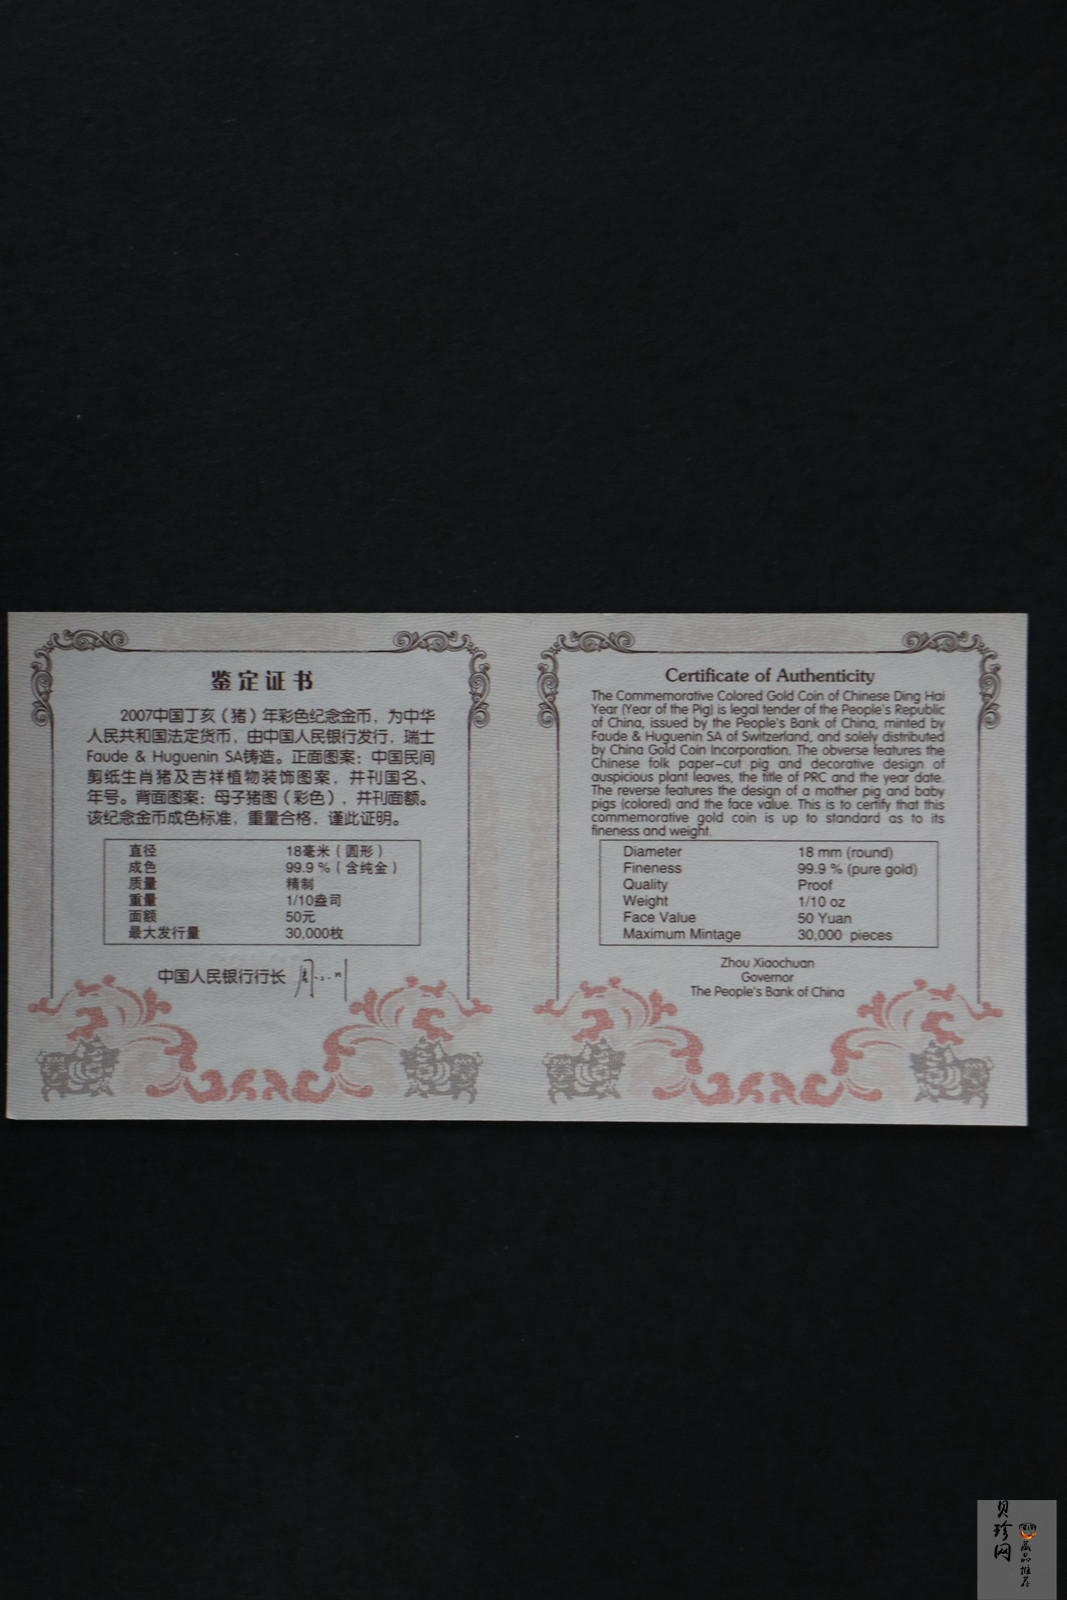 鉴定证书
2007中国丁亥（猪）年彩色纪念金币，为中华
人民共和国法定货币，由中国人民银行发行，瑞士
Faude & Huguenin SA铸造。正面图案：中国民间
剪纸生肖猪及吉祥植物装饰图案，并刊国名、
年号。背面图案：母子猪图（彩色），并刊面额。
该纪念金币成色标准，重量合格，谨此证明。
直径 18毫米（圆形）
成色 99.9 %（含纯金）
质量 精制
重量 1/10盎司
面额 50元
最大发行量 30,000枚
中国人民银行行长
Certificate of Authenticity
The Commemorative Colored Gold Coin of Chinese Ding Hai
Year (Year of the Pig) is legal tender of the People's Republic
of China, issued by the People's Bank of China, minted by
Faude & Huguenin SA of Switzerland, and solely distributed
by China Gold Coin Incorporation. The obverse features the
Chinese folk paper-cut pig and decorative design of
auspicious plant leaves, the title of PRC and the year date.
The reverse features the design of a mother pig and baby
pigs (colored) and the face value. This is to certify that this
commemorative gold coin is up to standard as to its
fineness and weight.
Diameter 18 mm (round)
Fineness 99.9 % (pure gold)
Quality Proof
Weight 1/10 oz
Face Value 50 Yuan
Maximum Mintage 30,000 pieces
Zhou Xiaochuan
Governor
The People's Bank of China
贝珍网
藏品推荐